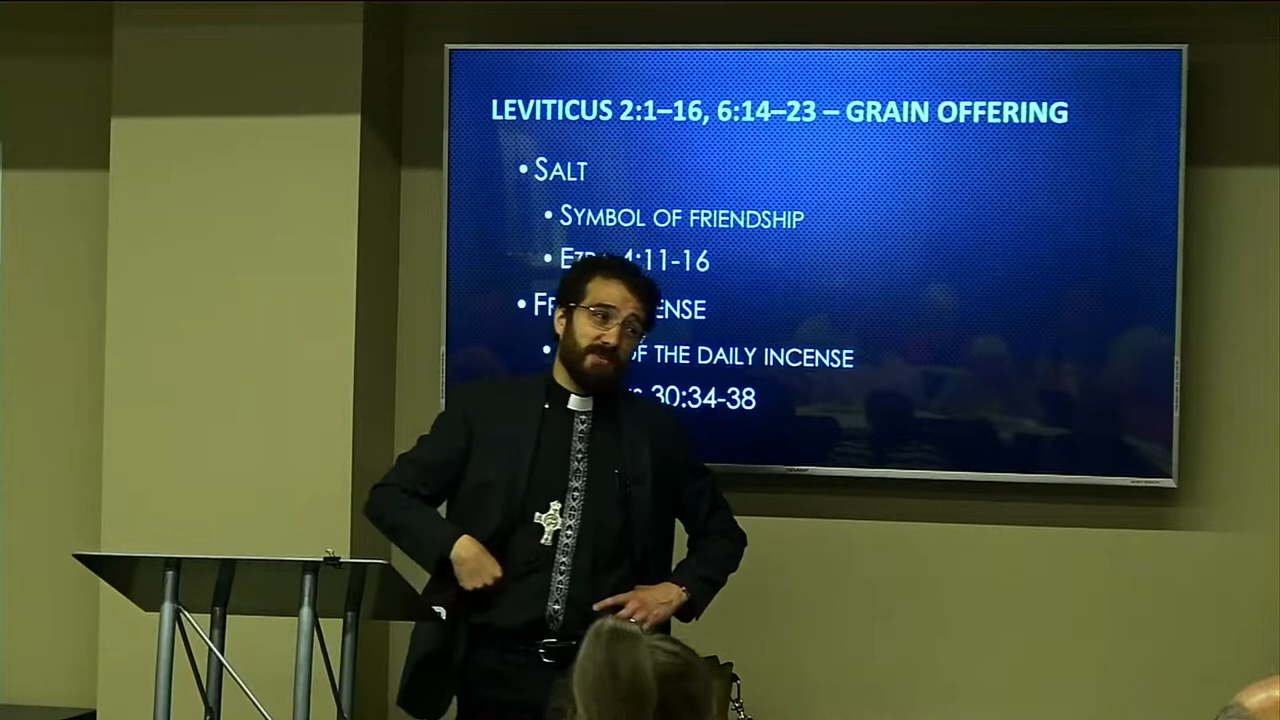 LEVITICUS 2:1–16, 6:14–23 – GRAIN OFFERING
• SALT
• SYMBOL OF FRIENDSHIP
• 4:11-16
•
• OF THE DAILY INCENSE
30:34-38